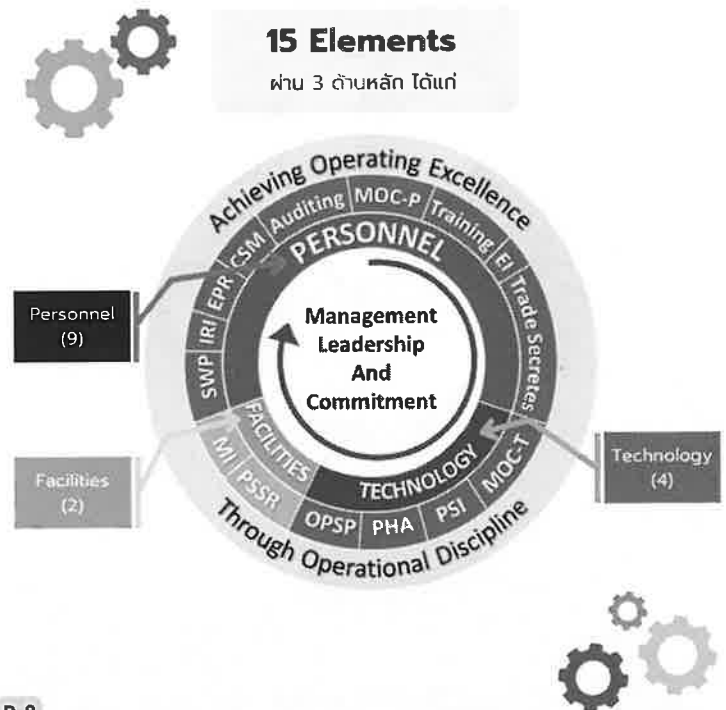 15 Elements
ผ่าน 3 ด้านหลัก ได้แก่
Achieving Operating Excellence
SWP
IRI
EPR
CSM
Auditing
MOC-P
Training
EI
Trade Secretes
PERSONNEL
Personnel
(9)
Management
Leadership
And
Commitment
FACILITIES
MI
PSSR
Facilities
(2)
TECHNOLOGY
OPSP
PHA
PSI
MOC-T
Technology
(4)
Through Operational Discipline